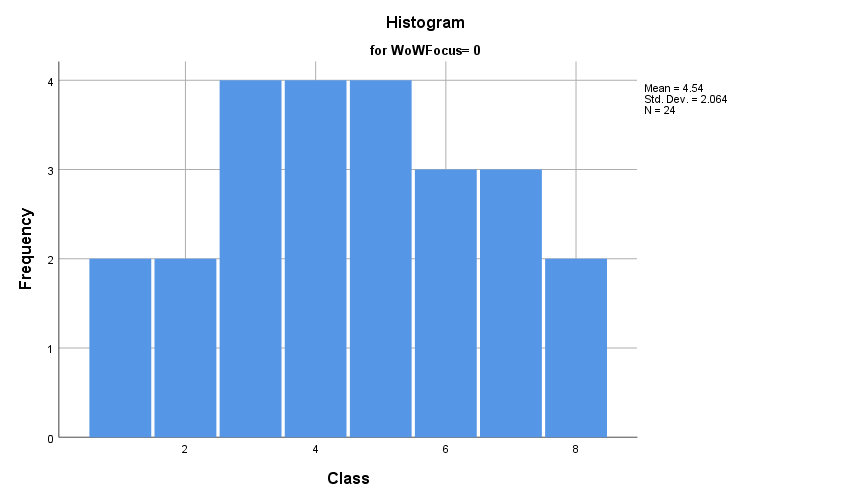 Histogram
for WoWFocus= 0
Mean = 4.54
Std. Dev. = 2.064
N = 24
4
3
2
1
0
Frequency
2 4 6 8
Class